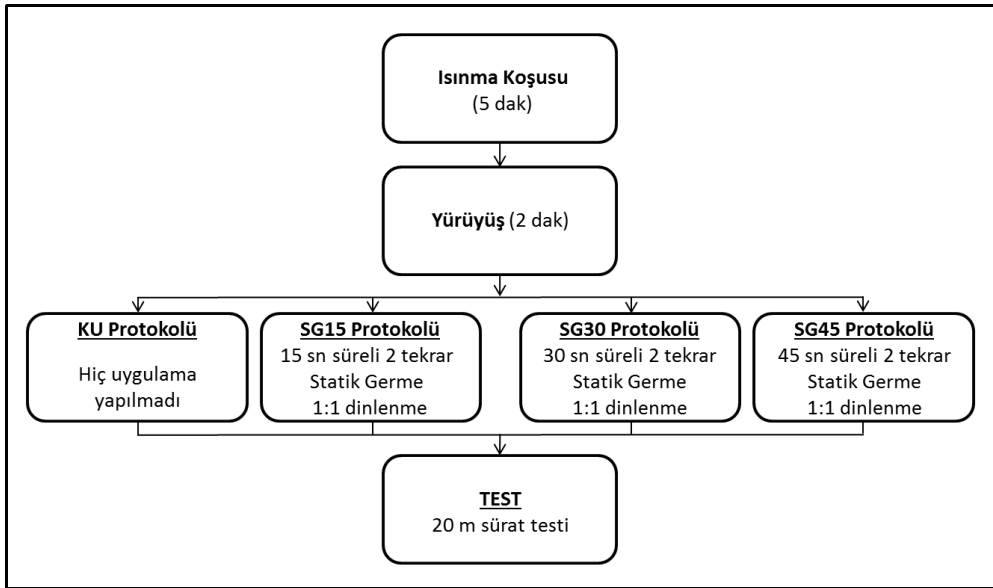 Isınma Koşusu
(5 dak)
Yürüyüş (2 dak)
KU Protokolü
Hiç uygulama
yapılmadı
SG15 Protokolü
15 sn süreli 2 tekrar
Statik Germe
1:1 dinlenme
SG30 Protokolü
30 sn süreli 2 tekrar
Statik Germe
1:1 dinlenme
SG45 Protokolü
45 sn süreli 2 tekrar
Statik Germe
1:1 dinlenme
TEST
20 m sürat testi